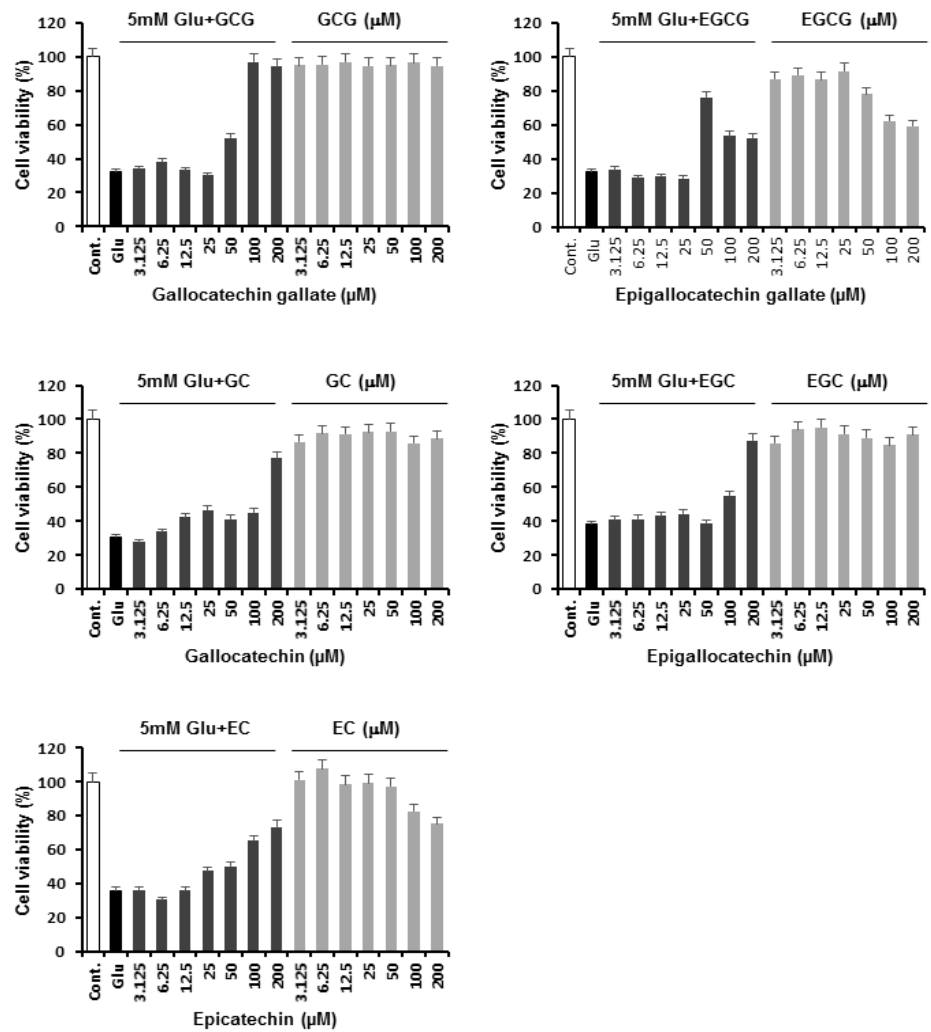 5mM Glu+GCG GCG (μM)
Cell viability (%)
120
100
80
60
40
20
0
Cont. Glu 3.125 6.25 12.5 25 50 100 200 3.125 6.25 12.5 25 50 100 200
Gallocatechin gallate (μM)
5mM Glu+EGCG EGCG (μM)
Cell viability (%)
120
100
80
60
40
20
0
Cont. Glu 3.125 6.25 12.5 25 50 100 200 3.125 6.25 12.5 25 50 100 200
Epigallocatechin gallate (μM)
5mM Glu+GC GC (μM)
Cell viability (%)
120
100
80
60
40
20
0
Cont. Glu 3.125 6.25 12.5 25 50 100 200 3.125 6.25 12.5 25 50 100 200
Gallocatechin (μM)
5mM Glu+EGC EGC (μM)
Cell viability (%)
120
100
80
60
40
20
0
Cont. Glu 3.125 6.25 12.5 25 50 100 200 3.125 6.25 12.5 25 50 100 200
Epigallocatechin (μM)
5mM Glu+EC EC (μM)
Cell viability (%)
120
100
80
60
40
20
0
Cont. Glu 3.125 6.25 12.5 25 50 100 200 3.125 6.25 12.5 25 50 100 200
Epicatechin (μM)